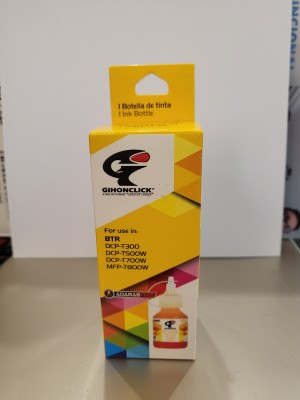 1 Botella de tinta
1 Ink Bottle
GIHONCLICK
For use in:
BTR
DCP-T300
DCP-T500W
DCP-T700W
MFP-T800W
GIHONCLICK